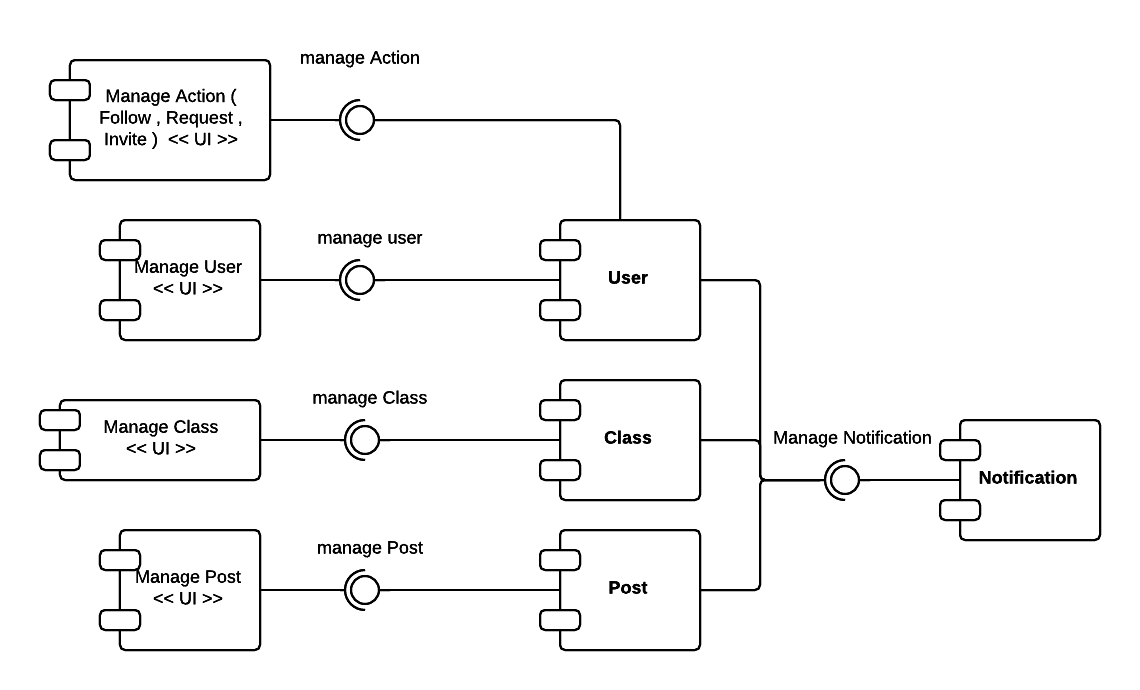 manage Action
Manage Action (
Follow , Request ,
Invite )  << UI >>
manage user
Manage User
<< UI >>
User
manage Class
Manage Class
<< UI >>
Class
Manage Notification
Notification
manage Post
Manage Post
<< UI >>
Post